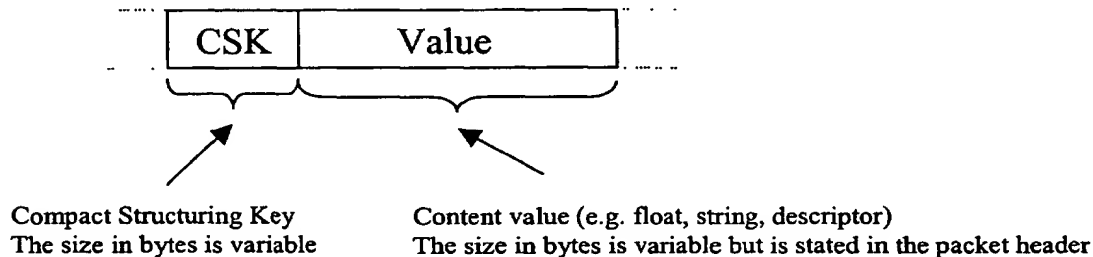 CSK Value
Compact Structuring Key
The size in bytes is variable
Content value (e.g. float, string, descriptor)
The size in bytes is variable but is stated in the packet header